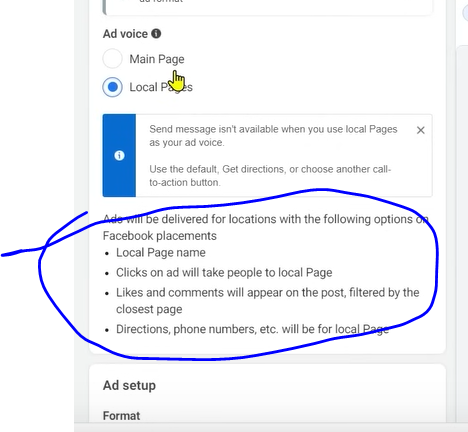 ad format
Ad voice
Main Page
Local Pages
Send message isn't available when you use local Pages
as your ad voice.
Use the default, Get directions, or choose another call-
to-action button.
Ads will be delivered for locations with the following options on
Facebook placements
• Local Page name
• Clicks on ad will take people to local Page
• Likes and comments will appear on the post, filtered by the
closest page
• Directions, phone numbers, etc. will be for local Page
Ad setup
Format